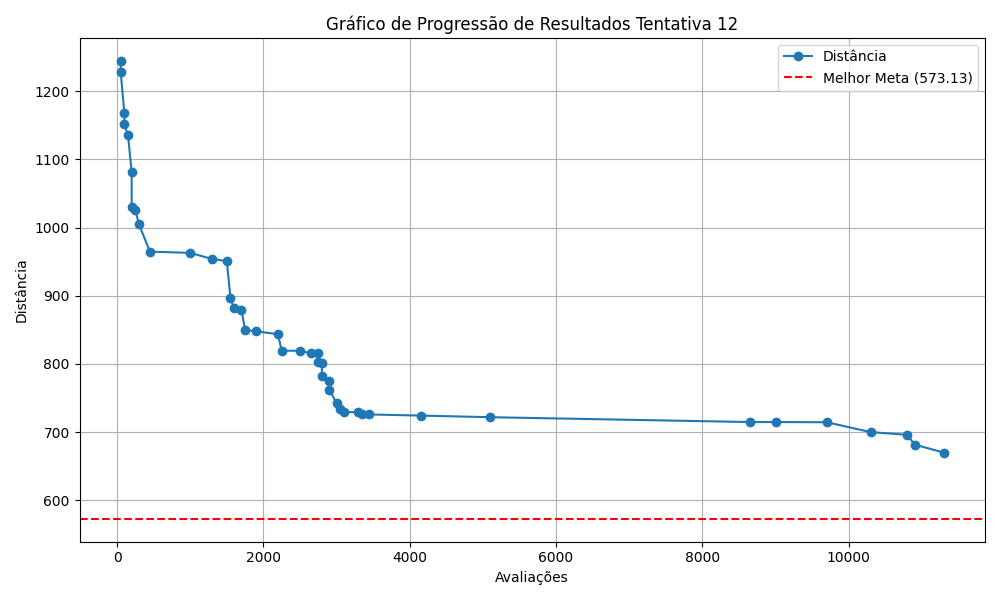 Gráfico de Progressão de Resultados Tentativa 12
Distância
Melhor Meta (573.13)
1200
1100
1000
900
800
700
600
Distância
0 2000 4000 6000 8000 10000
Avaliações